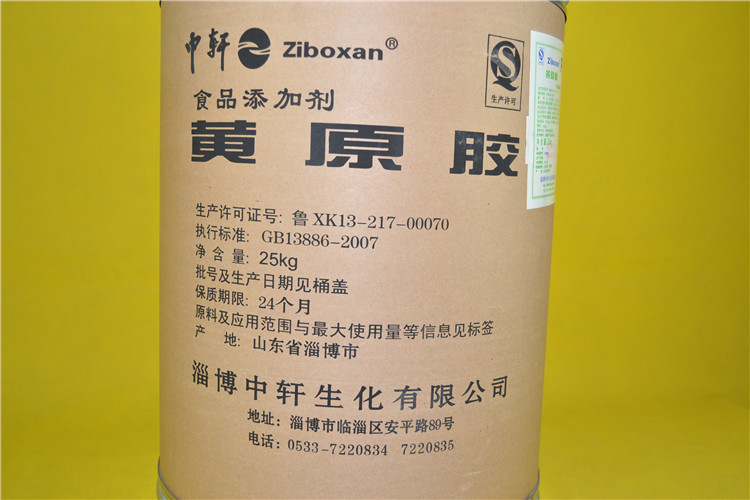 中轩 Ziboxan®
QS
生产许可
食品添加剂
黄原胶
生产许可证号: 鲁 XK13-217-00070
执行标准: GB13886-2007
净 含 量: 25kg
批号及生产日期见桶盖
保质期限: 24个月
原料及应用范围与最大使用量等信息见标签
产 地: 山东省淄博市
淄博中轩生化有限公司
地址: 淄博市临淄区安平路89号
电话: 0533-7220834 7220835
Ziboxan®